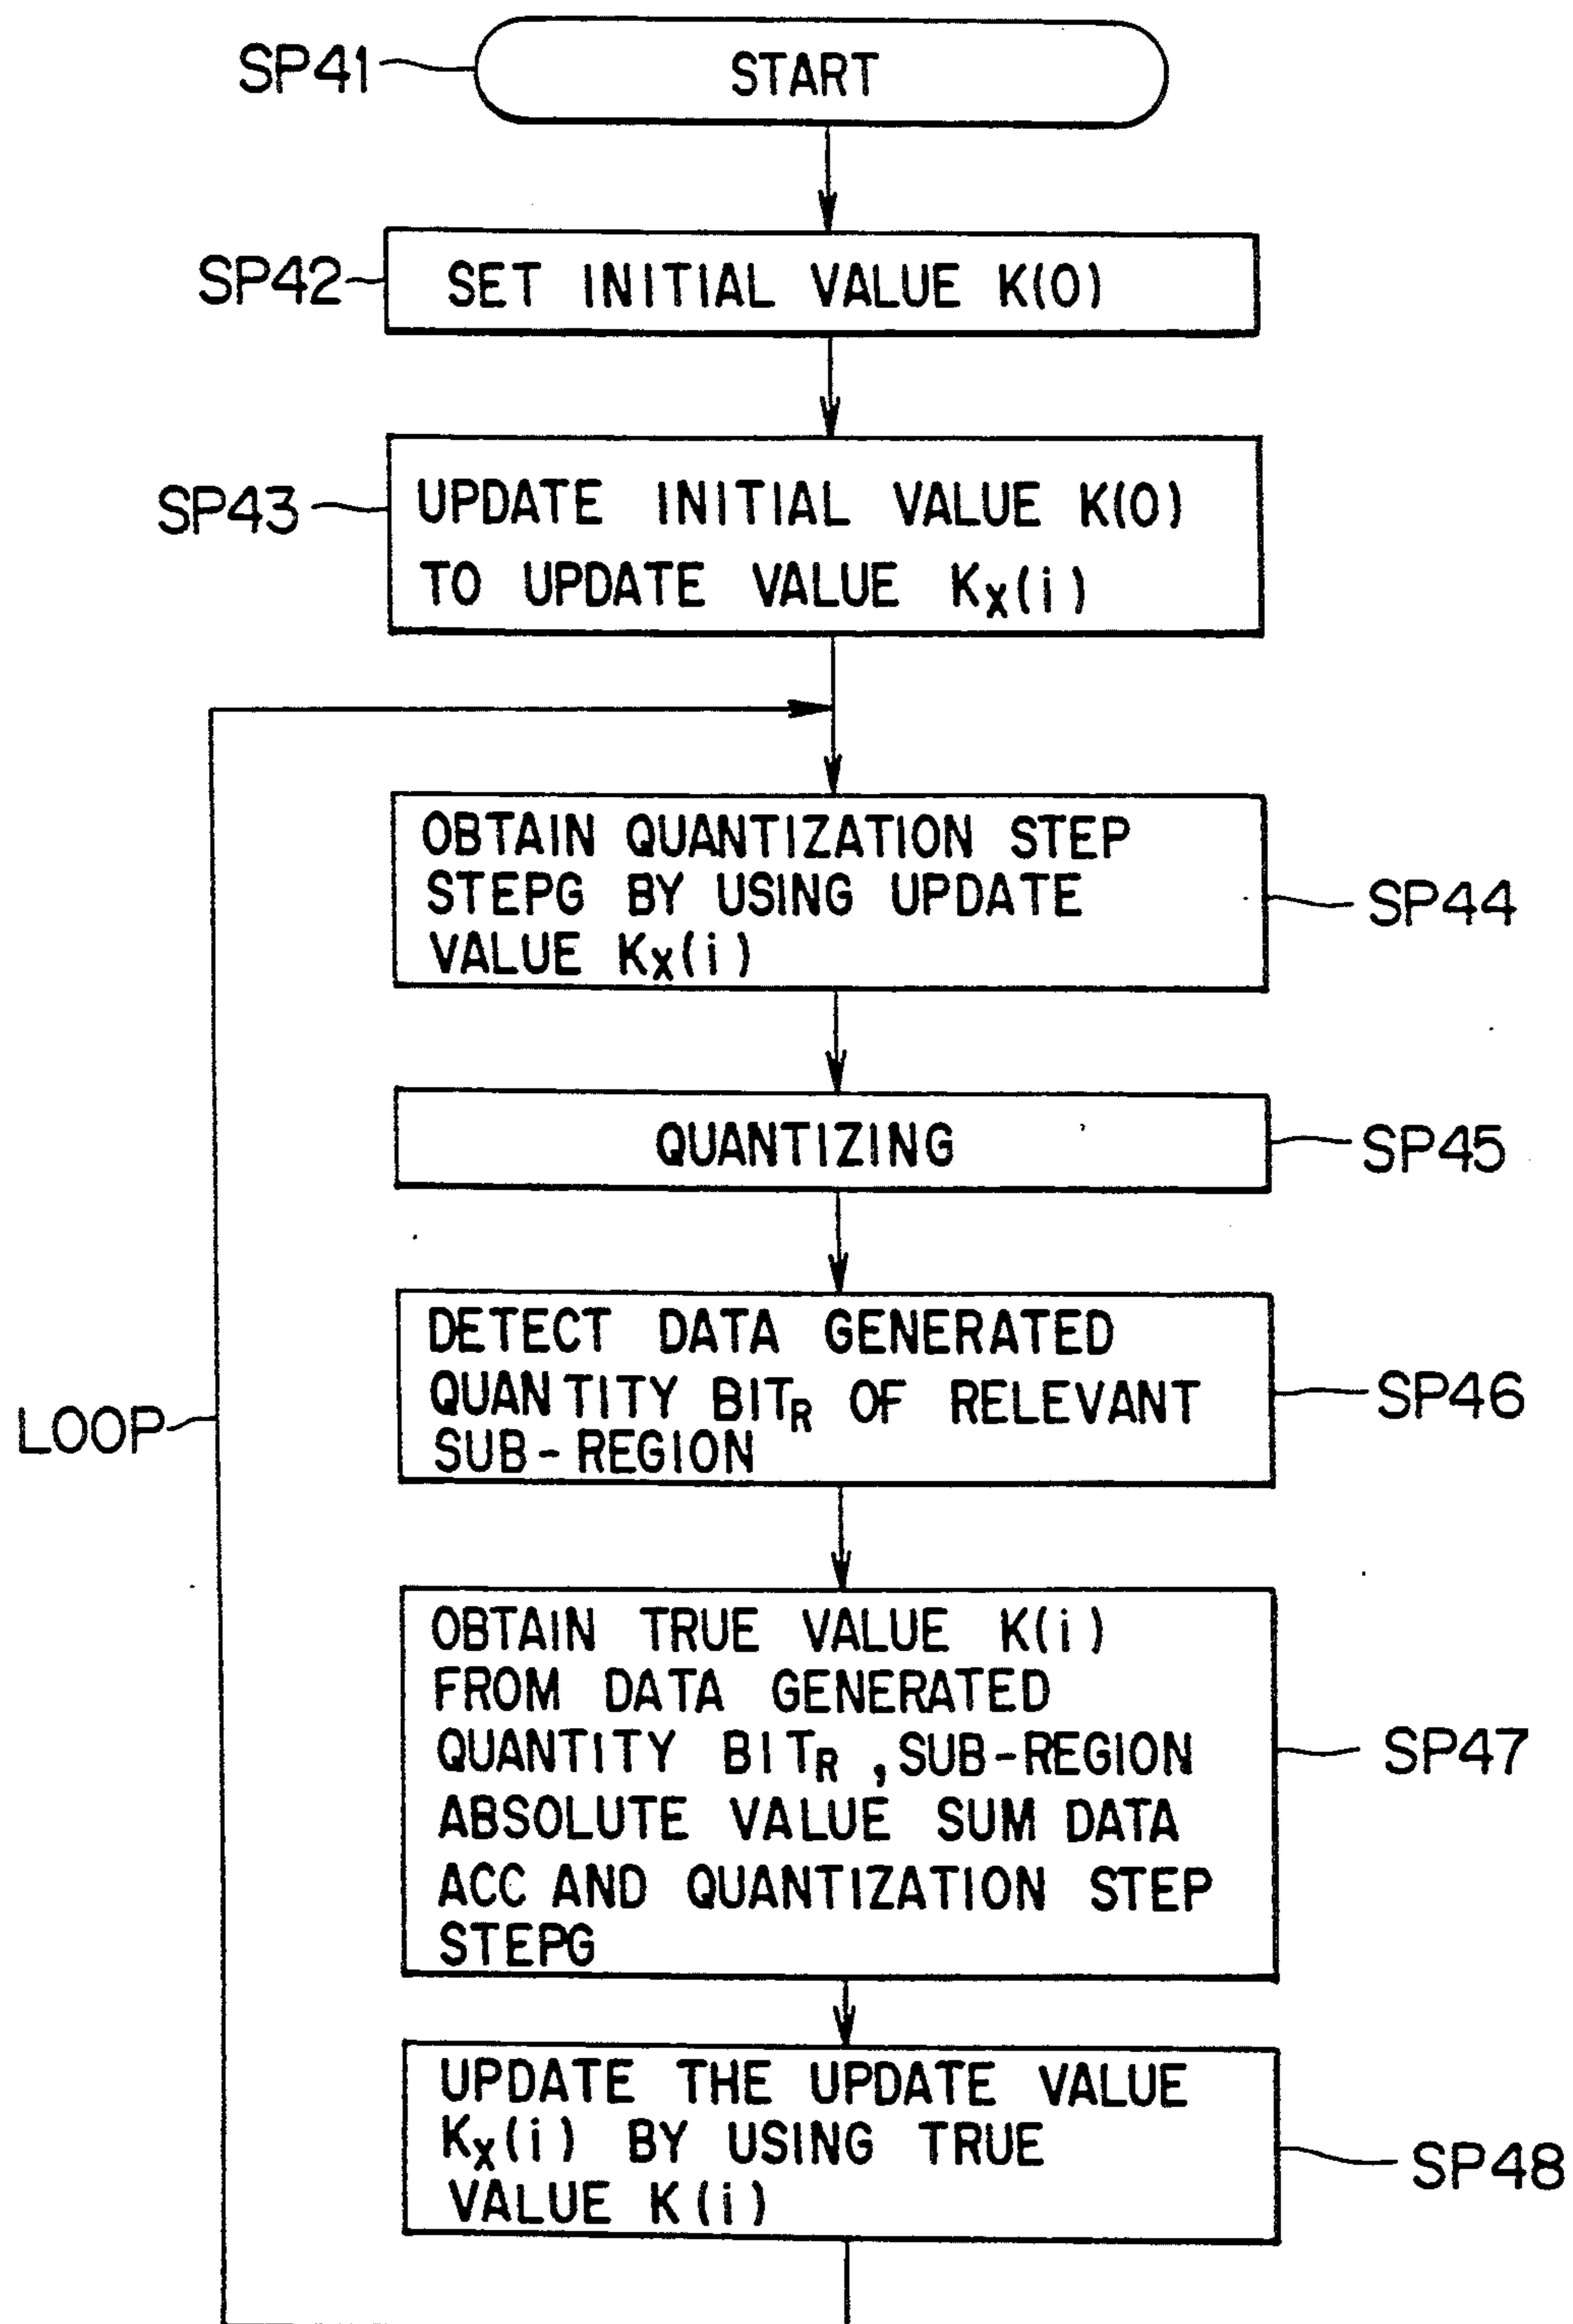 SP41
START
SP42
SET INITIAL VALUE K(0)
SP43
UPDATE INITIAL VALUE K(0)
TO UPDATE VALUE Kx(i)
OBTAIN QUANTIZATION STEP
STEPG BY USING UPDATE
VALUE Kx(i)
SP44
QUANTIZING
SP45
DETECT DATA GENERATED
QUANTITY BITR OF RELEVANT
SUB-REGION
SP46
LOOP
OBTAIN TRUE VALUE K(i)
FROM DATA GENERATED
QUANTITY BITR, SUB-REGION
ABSOLUTE VALUE SUM DATA
ACC AND QUANTIZATION STEP
STEPG
SP47
UPDATE THE UPDATE VALUE
Kx(i) BY USING TRUE
VALUE K(i)
SP48